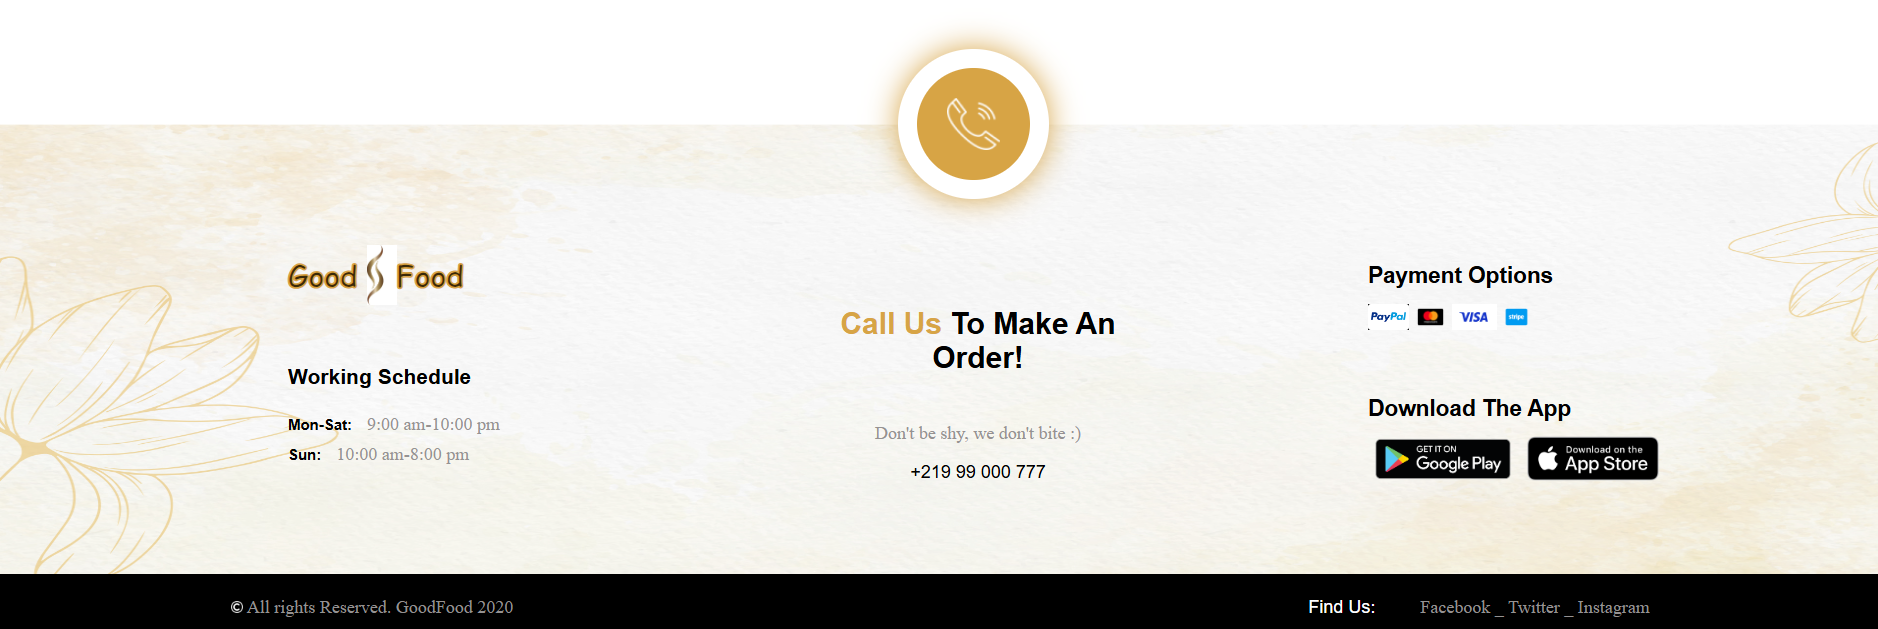 Good Food
Working Schedule
Mon-Sat: 9:00 am-10:00 pm
Sun: 10:00 am-8:00 pm
Call Us To Make An
Order!
Don't be shy, we don't bite :)
+219 99 000 777
Payment Options
PayPal VISA stripe
Download The App
GET IT ON
Google Play
Download on the
App Store
© All rights Reserved. GoodFood 2020
Find Us: Facebook _ Twitter _ Instagram